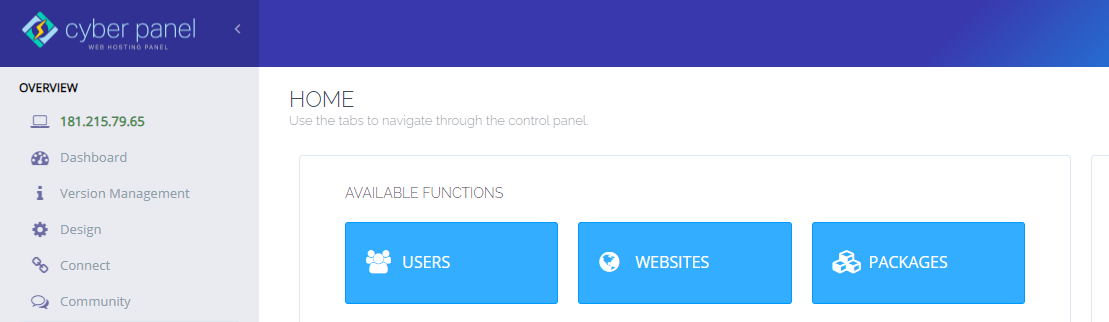 cyber panel
WEB HOSTING PANEL
OVERVIEW
181.215.79.65
Dashboard
Version Management
Design
Connect
Community
HOME
Use the tabs to navigate through the control panel.
AVAILABLE FUNCTIONS
USERS
WEBSITES
PACKAGES